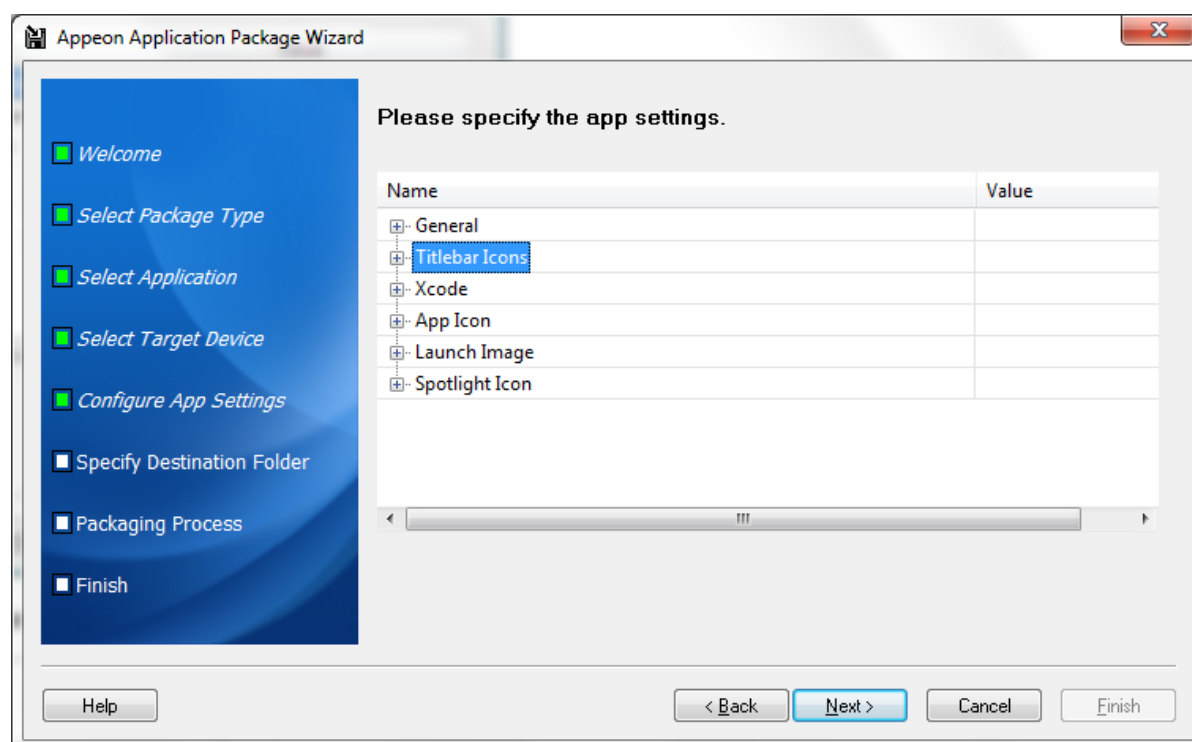 Appeon Application Package Wizard
Welcome
Select Package Type
Select Application
Select Target Device
Configure App Settings
Specify Destination Folder
Packaging Process
Finish
Please specify the app settings.
Name Value
General
Titlebar Icons
Xcode
App Icon
Launch Image
Spotlight Icon
Help < Back Next > Cancel Finish